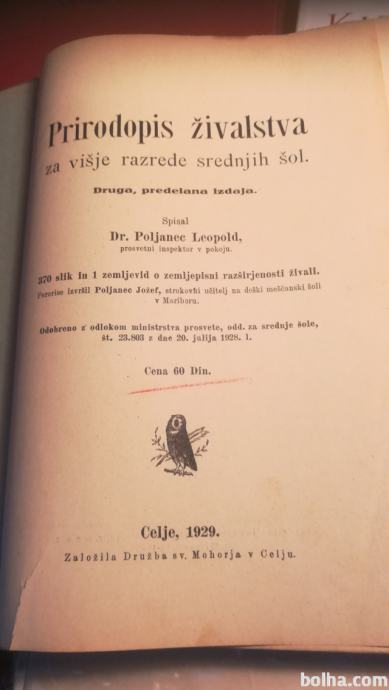 Prirodopis živalstva
za višje razrede srednjih šol.
Druga, predelana izdaja.
Spisal
Dr. Poljanec Leopold,
prosvetni inspektor v pokoju.
370 slik in 1 zemljevid o zemljepisni razširjenosti živali.
izvršil Poljanec Jožef, strokovni učitelj na deški meščanski šoli
v Mariboru.
Odobreno z odlokom ministrstva prosvete, odd. za srednje šole,
št. 23.803 z dne 20. julija 1928. l.
Cena 60 Din.
Celje, 1929.
Založila Družba sv. Mohorja v Celju.
bolha.com